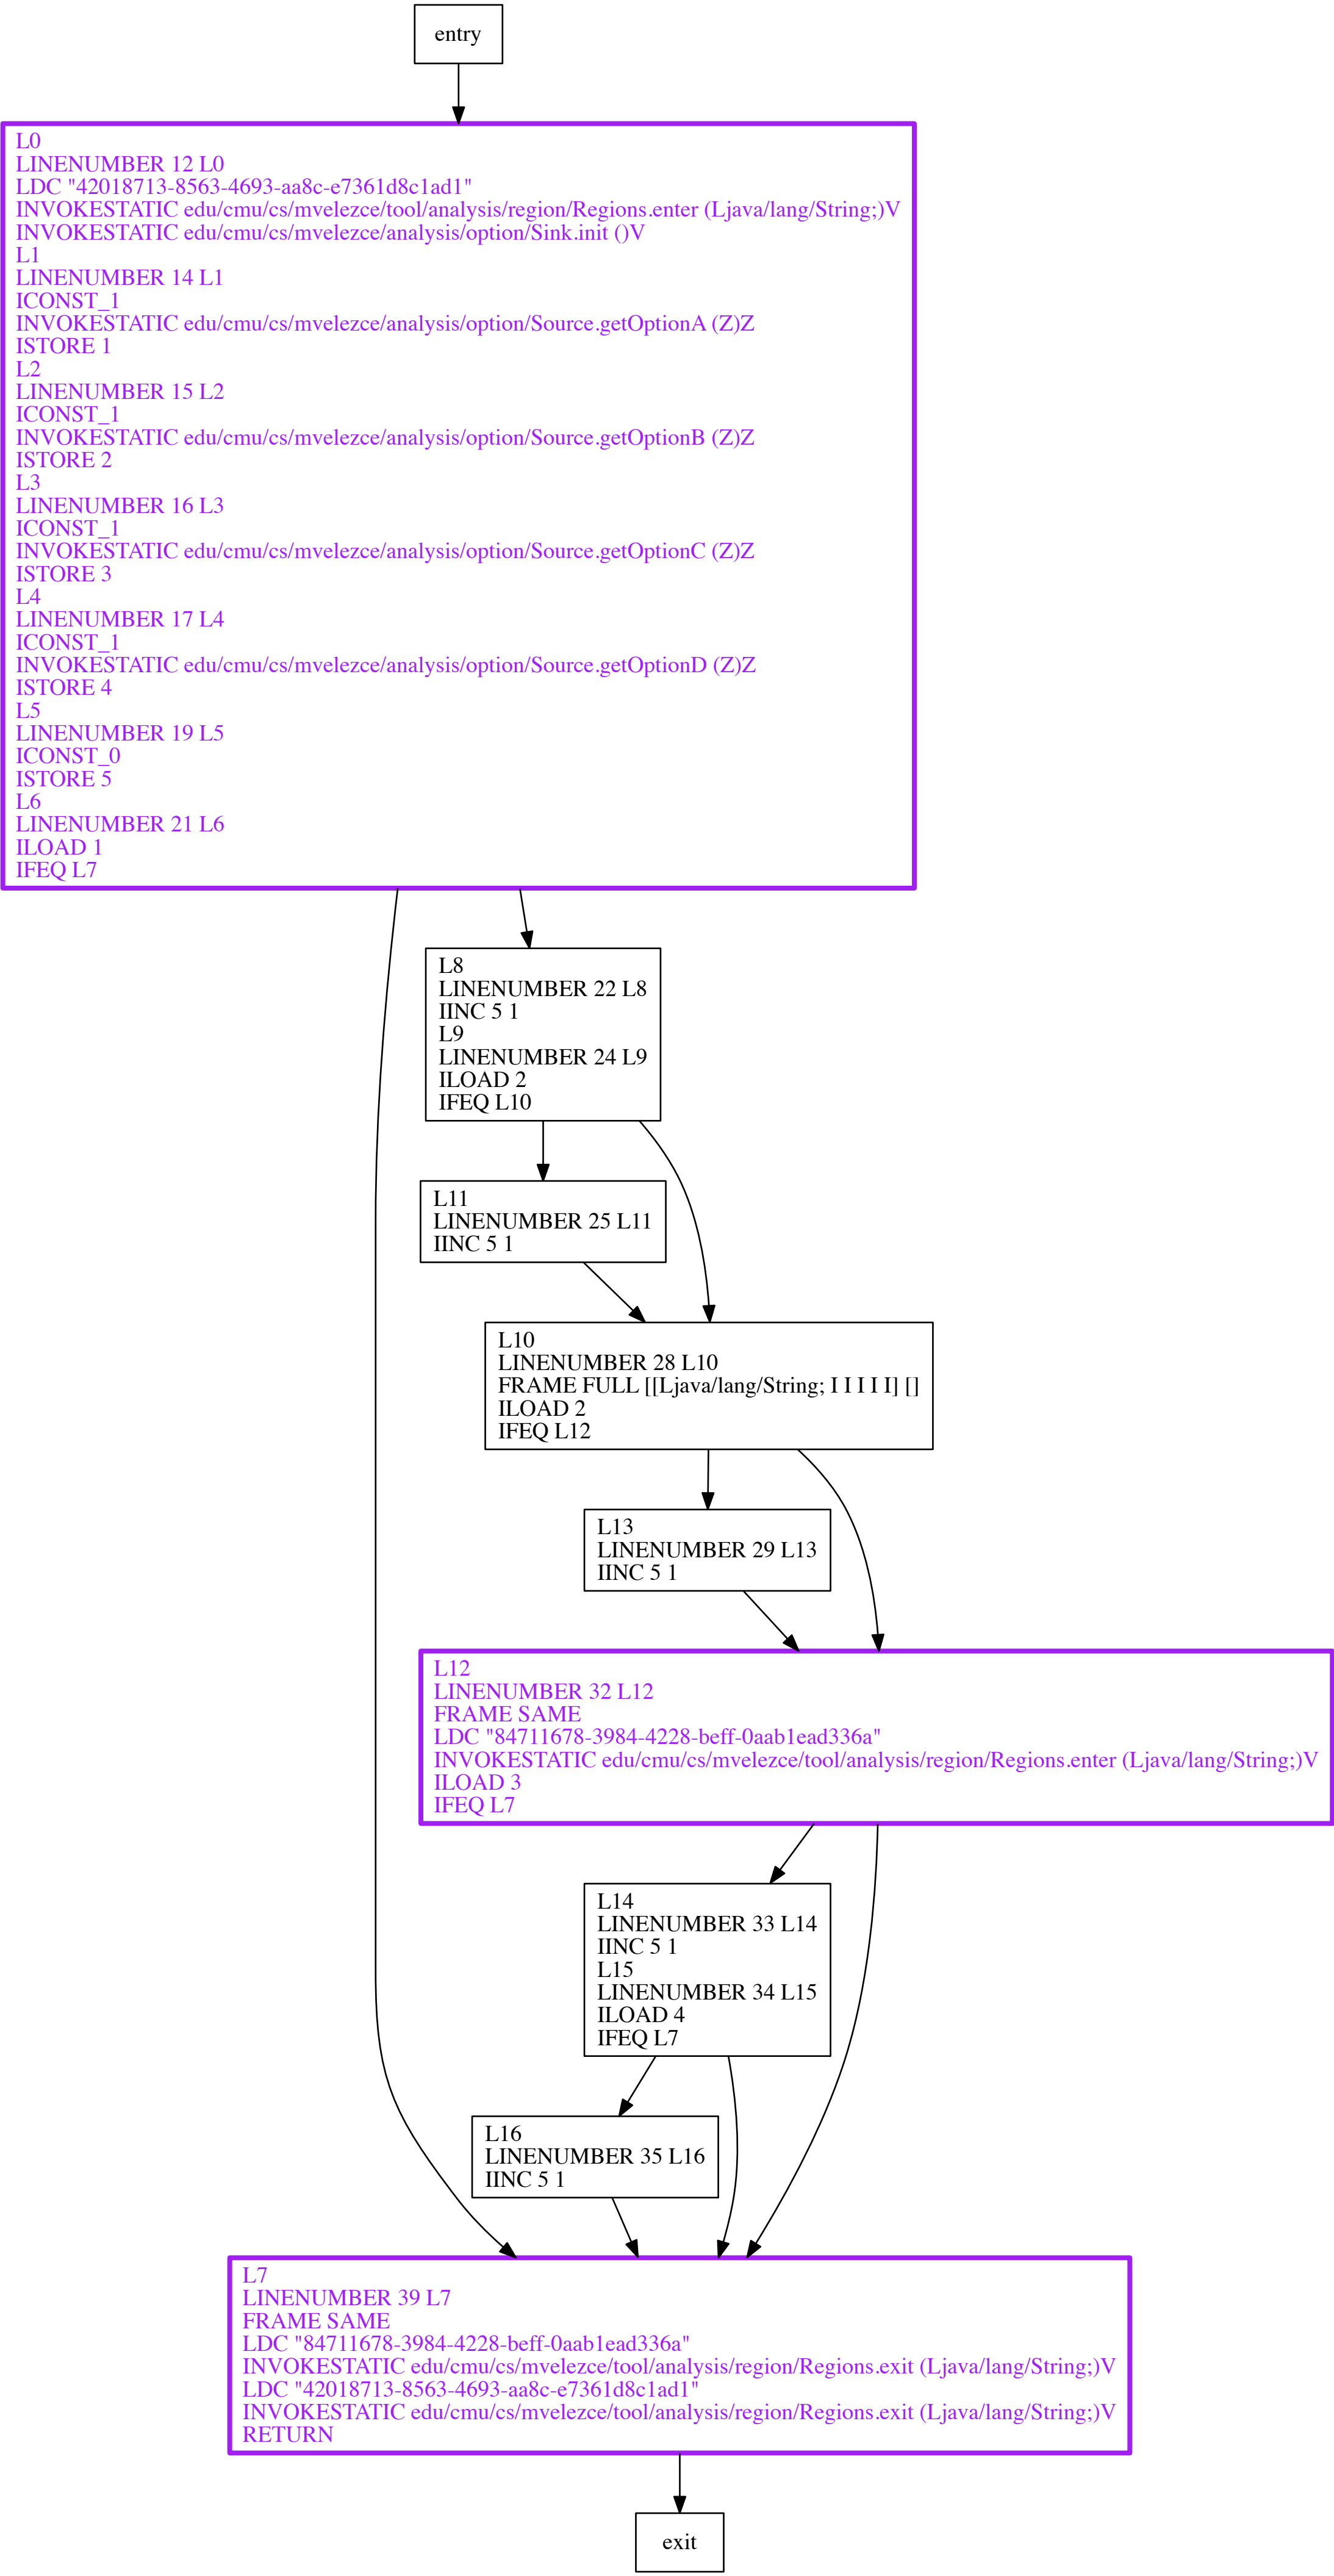 entry
L0
LINENUMBER 12 L0
LDC "42018713-8563-4693-aa8c-e7361d8c1ad1"
INVOKESTATIC edu/cmu/cs/mvelezce/tool/analysis/region/Regions.enter (Ljava/lang/String;)V
INVOKESTATIC edu/cmu/cs/mvelezce/analysis/option/Sink.init ()V
L1
LINENUMBER 14 L1
ICONST_1
INVOKESTATIC edu/cmu/cs/mvelezce/analysis/option/Source.getOptionA (Z)Z
ISTORE 1
L2
LINENUMBER 15 L2
ICONST_1
INVOKESTATIC edu/cmu/cs/mvelezce/analysis/option/Source.getOptionB (Z)Z
ISTORE 2
L3
LINENUMBER 16 L3
ICONST_1
INVOKESTATIC edu/cmu/cs/mvelezce/analysis/option/Source.getOptionC (Z)Z
ISTORE 3
L4
LINENUMBER 17 L4
ICONST_1
INVOKESTATIC edu/cmu/cs/mvelezce/analysis/option/Source.getOptionD (Z)Z
ISTORE 4
L5
LINENUMBER 19 L5
ICONST_0
ISTORE 5
L6
LINENUMBER 21 L6
ILOAD 1
IFEQ L7
L8
LINENUMBER 22 L8
IINC 5 1
L9
LINENUMBER 24 L9
ILOAD 2
IFEQ L10
L11
LINENUMBER 25 L11
IINC 5 1
L10
LINENUMBER 28 L10
FRAME FULL [[Ljava/lang/String; I I I I I] []
ILOAD 2
IFEQ L12
L13
LINENUMBER 29 L13
IINC 5 1
L12
LINENUMBER 32 L12
FRAME SAME
LDC "84711678-3984-4228-beff-0aab1ead336a"
INVOKESTATIC edu/cmu/cs/mvelezce/tool/analysis/region/Regions.enter (Ljava/lang/String;)V
ILOAD 3
IFEQ L7
L14
LINENUMBER 33 L14
IINC 5 1
L15
LINENUMBER 34 L15
ILOAD 4
IFEQ L7
L16
LINENUMBER 35 L16
IINC 5 1
L7
LINENUMBER 39 L7
FRAME SAME
LDC "84711678-3984-4228-beff-0aab1ead336a"
INVOKESTATIC edu/cmu/cs/mvelezce/tool/analysis/region/Regions.exit (Ljava/lang/String;)V
LDC "42018713-8563-4693-aa8c-e7361d8c1ad1"
INVOKESTATIC edu/cmu/cs/mvelezce/tool/analysis/region/Regions.exit (Ljava/lang/String;)V
RETURN
exit